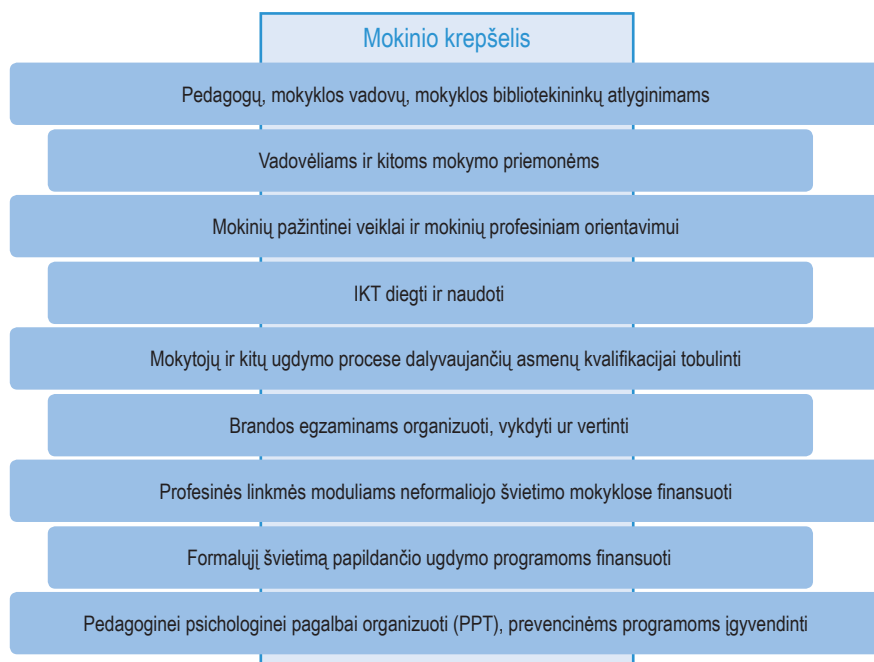 Mokinio krepšelis
Pedagogų, mokyklos vadovų, mokyklos bibliotekininkų atlyginimams
Vadovėliams ir kitoms mokymo priemonėms
Mokinių pažintinei veiklai ir mokinių profesiniam orientavimui
IKT diegti ir naudoti
Mokytojų ir kitų ugdymo procese dalyvaujančių asmenų kvalifikacijai tobulinti
Brandos egzaminams organizuoti, vykdyti ur vertinti
Profesinės linkmės moduliams neformaliojo švietimo mokyklose finansuoti
Formalųjį švietimą papildančio ugdymo programoms finansuoti
Pedagoginei psichologinei pagalbai organizuoti (PPT), prevencinėms programoms įgyvendinti